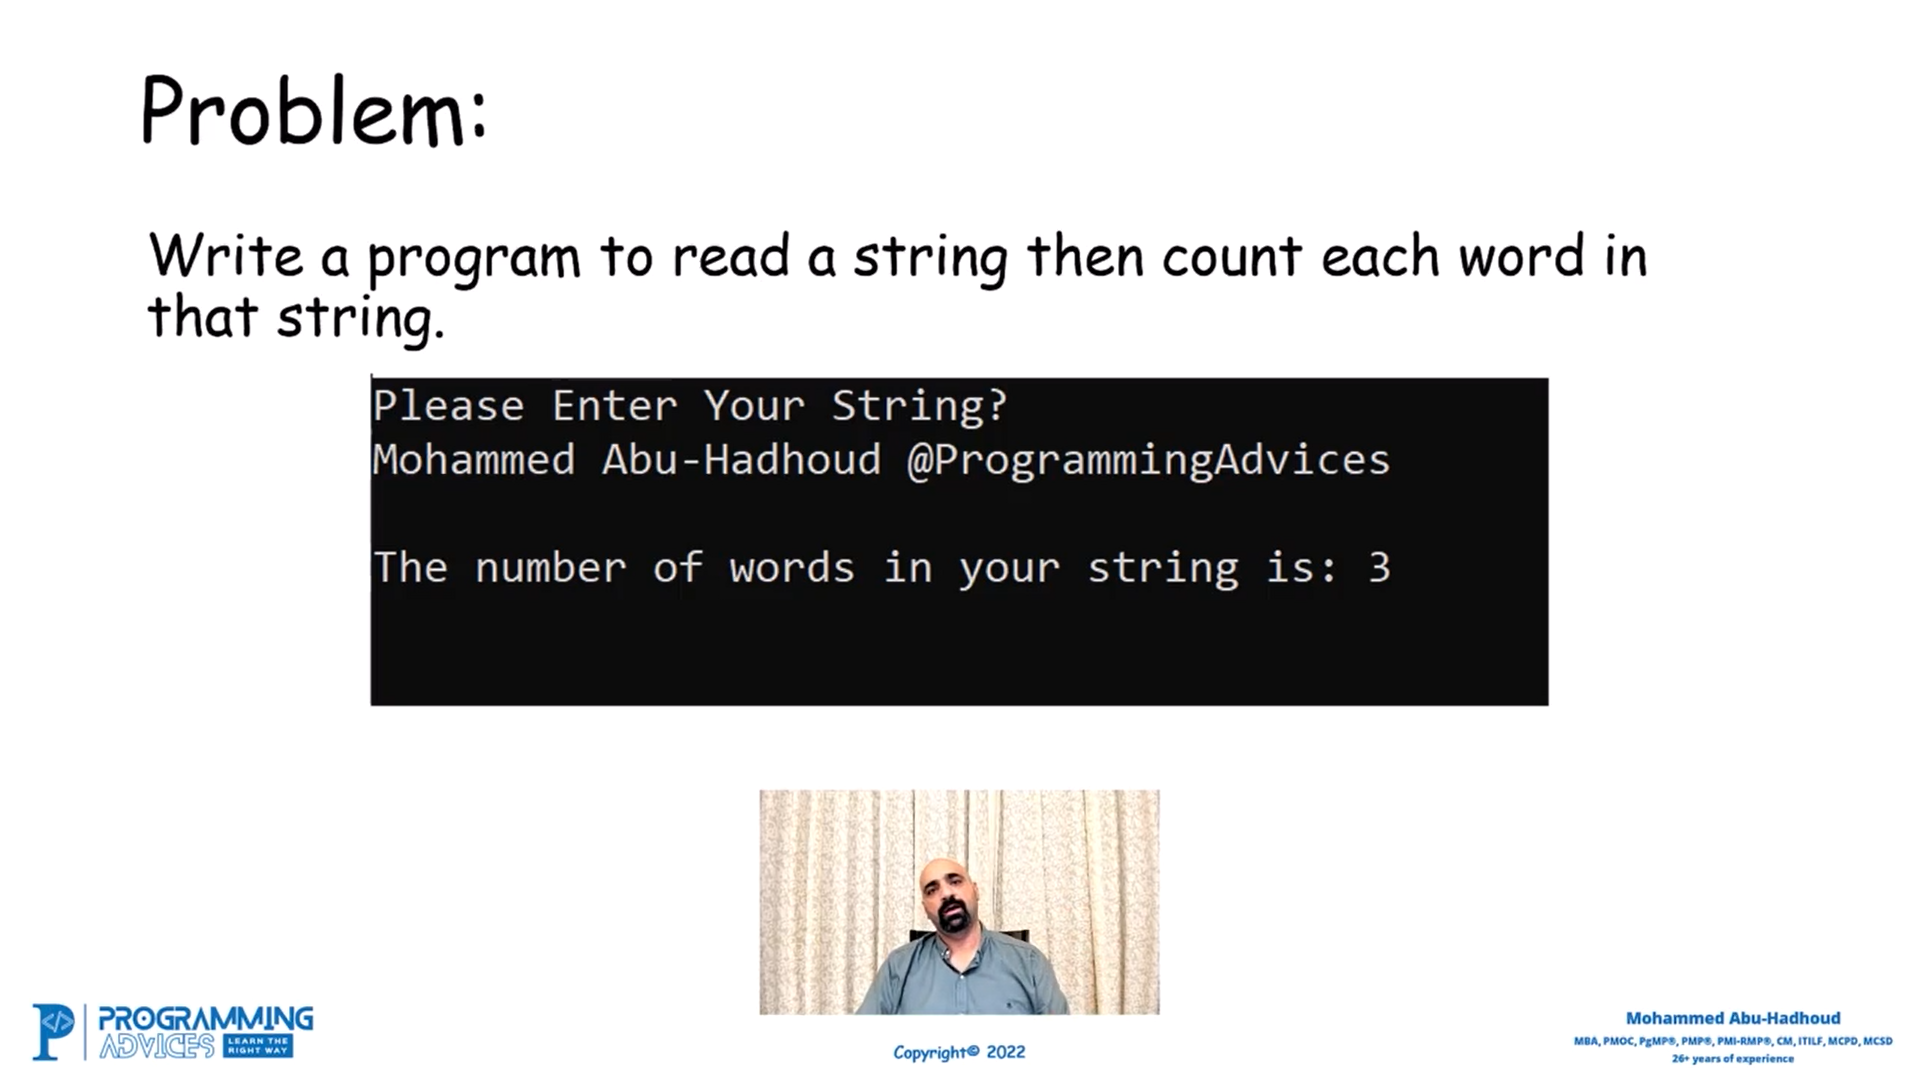 Problem:
Write a program to read a string then count each word in
that string.
Please Enter Your String?
Mohammed Abu-Hadhoud @ProgrammingAdvices
The number of words in your string is: 3
P </> PROGRAMMING
ADVICES LEARN THE
RIGHT WAY
Copyright© 2022
Mohammed Abu-Hadhoud
MBA, PMOC, PgMP®, PMP®, PMI-RMP®, CM, ITILF, MCPD, MCSD
26+ years of experience